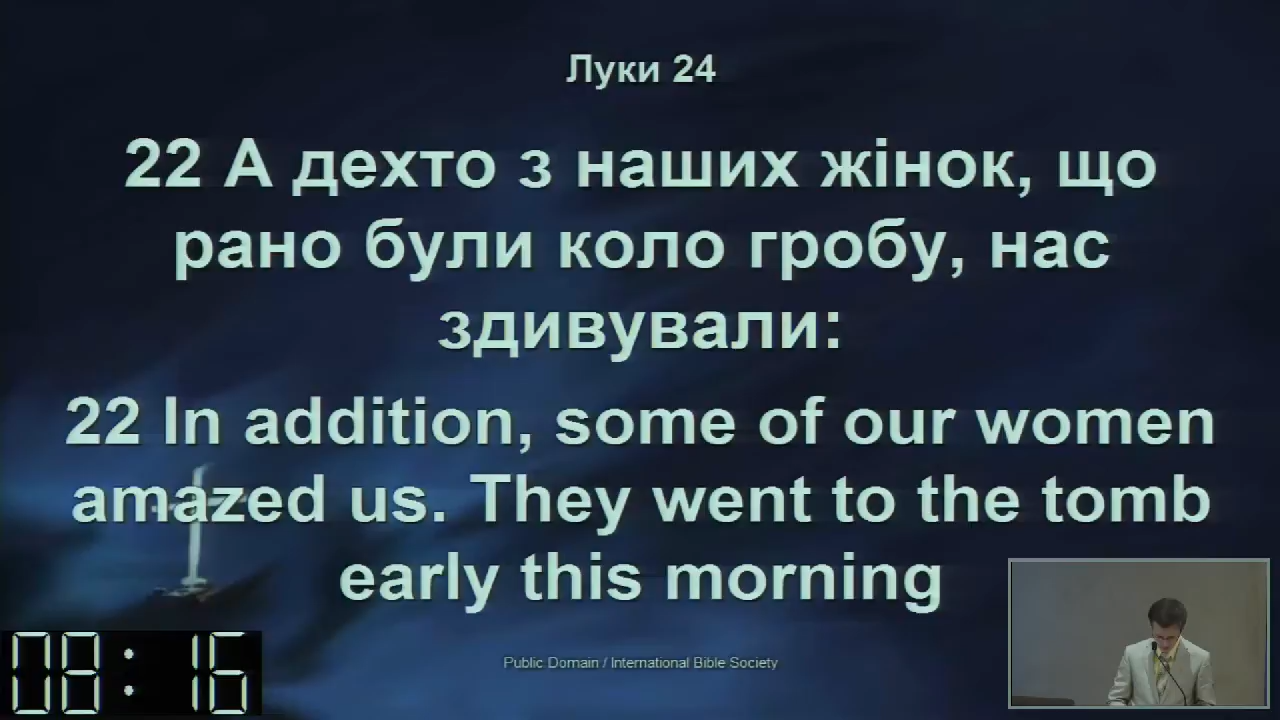 Луки 24
22 А дехто з наших жінок, що
рано були коло гробу, нас
здивували:
22 In addition, some of our women
amazed us. They went to the tomb
early this morning
Public Domain / International Bible Society
08:16